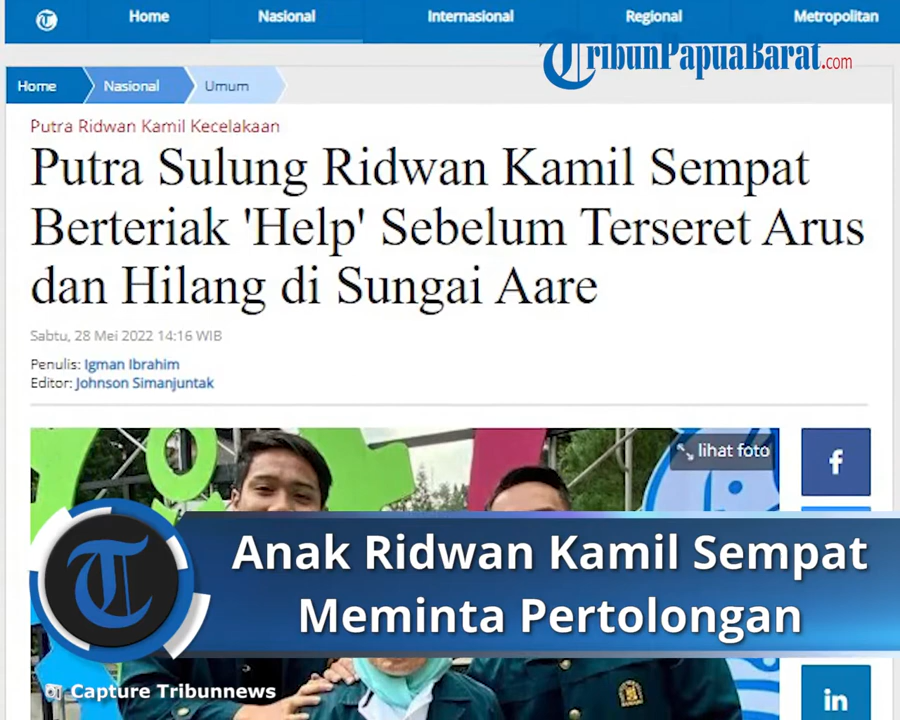 Home Nasional Internasional Regional Metropolitan
TribunPapuaBarat.com
Home Nasional Umum
Putra Ridwan Kamil Kecelakaan
Putra Sulung Ridwan Kamil Sempat
Berteriak 'Help' Sebelum Terseret Arus
dan Hilang di Sungai Aare
Sabtu, 28 Mei 2022 14:16 WIB
Penulis: Igman Ibrahim
Editor: Johnson Simanjuntak
lihat foto
f
Anak Ridwan Kamil Sempat
Meminta Pertolongan
Capture Tribunnews
in